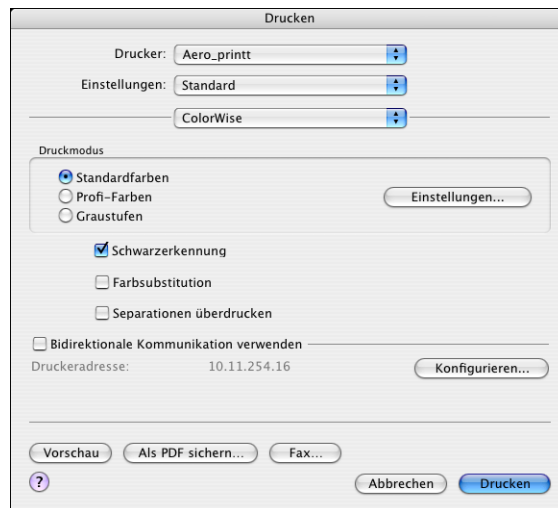 Drucken
Drucker: Aero_printt
Einstellungen: Standard
ColorWise
Druckmodus
Standardfarben
Profi-Farben
Einstellungen...
Graustufen
Schwarzerkennung
Farbsubstitution
Separationen überdrucken
Bidirektionale Kommunikation verwenden
Druckeradresse: 10.11.254.16
Konfigurieren...
Vorschau
Als PDF sichern...
Fax...
?
Abbrechen
Drucken